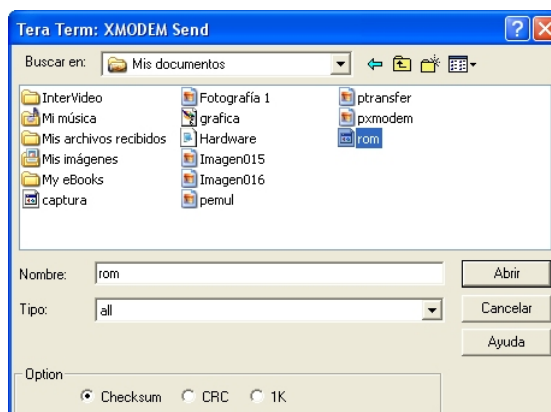 Tera Term: XMODEM Send
Buscar en: Mis documentos
InterVideo Fotografía 1 ptransfer
Mi música grafica pxmodem
Mis archivos recibidos Hardware rom
Mis imágenes Imagen015
My eBooks Imagen016
captura pemul
Nombre: rom Abrir
Tipo: all Cancelar
Ayuda
Option
Checksum CRC 1K